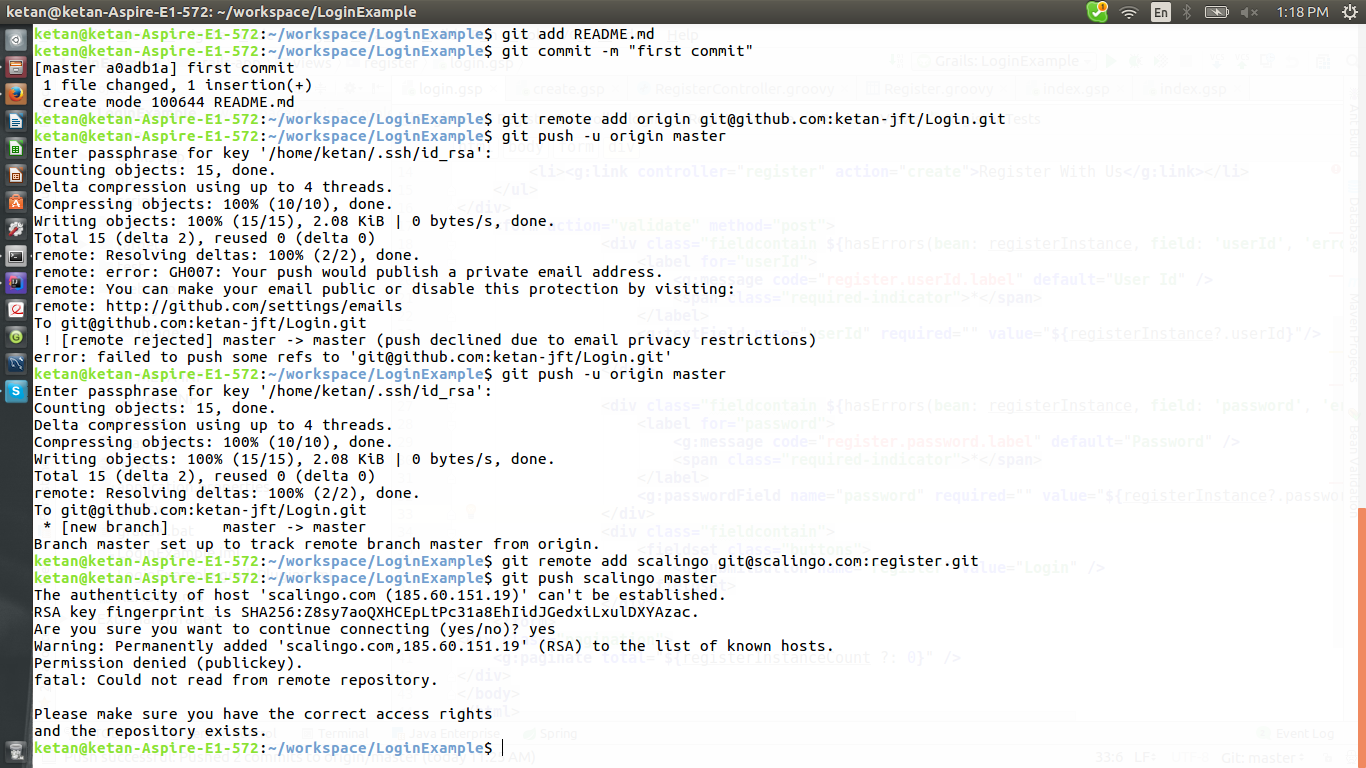 ketan@ketan-Aspire-E1-572: ~/workspace/LoginExample
En
1:18 PM
ketan@ketan-Aspire-E1-572:~/workspace/LoginExample$ git add README.md
ketan@ketan-Aspire-E1-572:~/workspace/LoginExample$ git commit -m "first commit"
[master a0adb1a] first commit
 1 file changed, 1 insertion(+)
 create mode 100644 README.md
ketan@ketan-Aspire-E1-572:~/workspace/LoginExample$ git remote add origin git@github.com:ketan-jft/Login.git
ketan@ketan-Aspire-E1-572:~/workspace/LoginExample$ git push -u origin master
Enter passphrase for key '/home/ketan/.ssh/id_rsa':
Counting objects: 15, done.
Delta compression using up to 4 threads.
Compressing objects: 100% (10/10), done.
Writing objects: 100% (15/15), 2.08 KiB | 0 bytes/s, done.
Total 15 (delta 2), reused 0 (delta 0)
remote: Resolving deltas: 100% (2/2), done.
remote: error: GH007: Your push would publish a private email address.
remote: You can make your email public or disable this protection by visiting:
remote: http://github.com/settings/emails
To git@github.com:ketan-jft/Login.git
 ! [remote rejected] master -> master (push declined due to email privacy restrictions)
error: failed to push some refs to 'git@github.com:ketan-jft/Login.git'
ketan@ketan-Aspire-E1-572:~/workspace/LoginExample$ git push -u origin master
Enter passphrase for key '/home/ketan/.ssh/id_rsa':
Counting objects: 15, done.
Delta compression using up to 4 threads.
Compressing objects: 100% (10/10), done.
Writing objects: 100% (15/15), 2.08 KiB | 0 bytes/s, done.
Total 15 (delta 2), reused 0 (delta 0)
remote: Resolving deltas: 100% (2/2), done.
To git@github.com:ketan-jft/Login.git
 * [new branch]      master -> master
Branch master set up to track remote branch master from origin.
ketan@ketan-Aspire-E1-572:~/workspace/LoginExample$ git remote add scalingo git@scalingo.com:register.git
ketan@ketan-Aspire-E1-572:~/workspace/LoginExample$ git push scalingo master
The authenticity of host 'scalingo.com (185.60.151.19)' can't be established.
RSA key fingerprint is SHA256:Z8sy7aoQXHCEpLtPc31a8EhIidJGedxiLxulDXYAzac.
Are you sure you want to continue connecting (yes/no)? yes
Warning: Permanently added 'scalingo.com,185.60.151.19' (RSA) to the list of known hosts.
Permission denied (publickey).
fatal: Could not read from remote repository.

Please make sure you have the correct access rights
and the repository exists.
ketan@ketan-Aspire-E1-572:~/workspace/LoginExample$